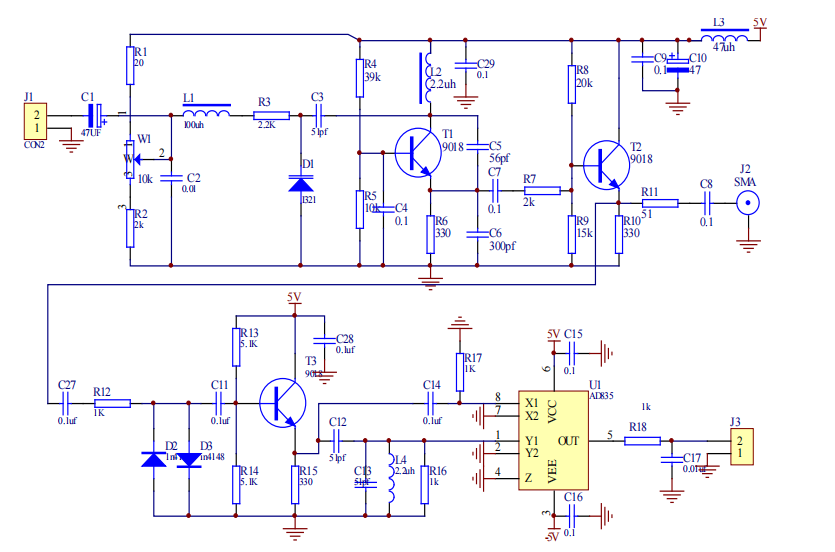 L3
5V
47uh
R1
20
R4
39k
L2
2.2uh
C29
0.1
R8
20k
C9
0.1
C10
47
J1
2
1
CON2
C1
47UF
1
L1
100uh
R3
2.2K
C3
51pf
W1
1
2
3
10k
C2
0.01
D1
1321
T1
9018
C5
56pf
T2
9018
C7
0.1
R7
2k
J2
SMA
R2
2k
3
R5
C4
0.1
R6
330
C6
300pf
R9
15k
R11
51
R10
330
C8
0.1
5V
R13
5.1K
C28
0.1uf
T3
R17
1K
5V
C15
0.1
6
C27
0.1uf
R12
1K
C11
0.1uf
C14
0.1uf
8
7
X1
X2
VCC
U1
AD835
1k
D2
D3
n4148
C12
51pf
1
2
Y1
Y2
OUT
5
R18
J3
2
1
R14
5.1K
R15
330
C13
51pf
L4
2.2uh
R16
1k
4
Z
VEE
C17
3
C16
0.1
-5V